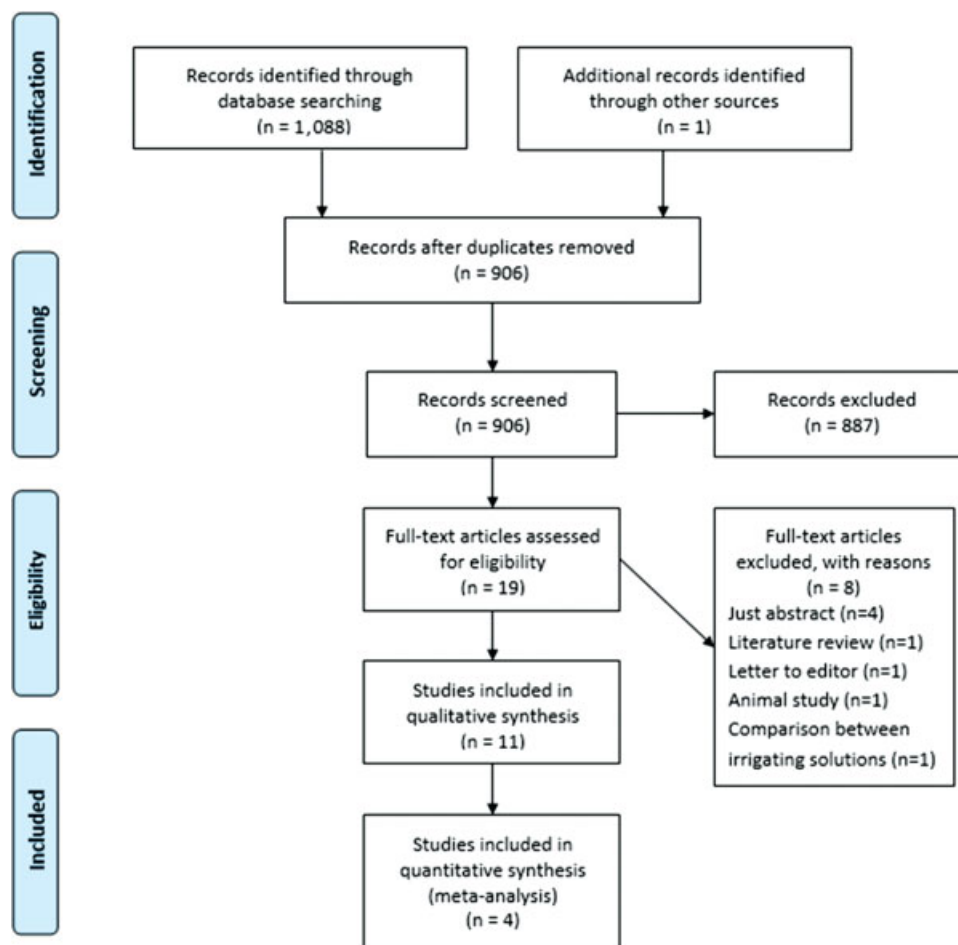 Identification
Records identified through
database searching
(n = 1,088)
Additional records identified
through other sources
(n = 1)
Records after duplicates removed
(n = 906)
Screening
Records screened
(n = 906)
Records excluded
(n = 887)
Eligibility
Full-text articles assessed
for eligibility
(n = 19)
Full-text articles
excluded, with reasons
(n = 8)
Just abstract (n=4)
Literature review (n=1)
Letter to editor (n=1)
Animal study (n=1)
Comparison between
irrigating solutions (n=1)
Studies included in
qualitative synthesis
(n = 11)
Included
Studies included in
quantitative synthesis
(meta-analysis)
(n = 4)